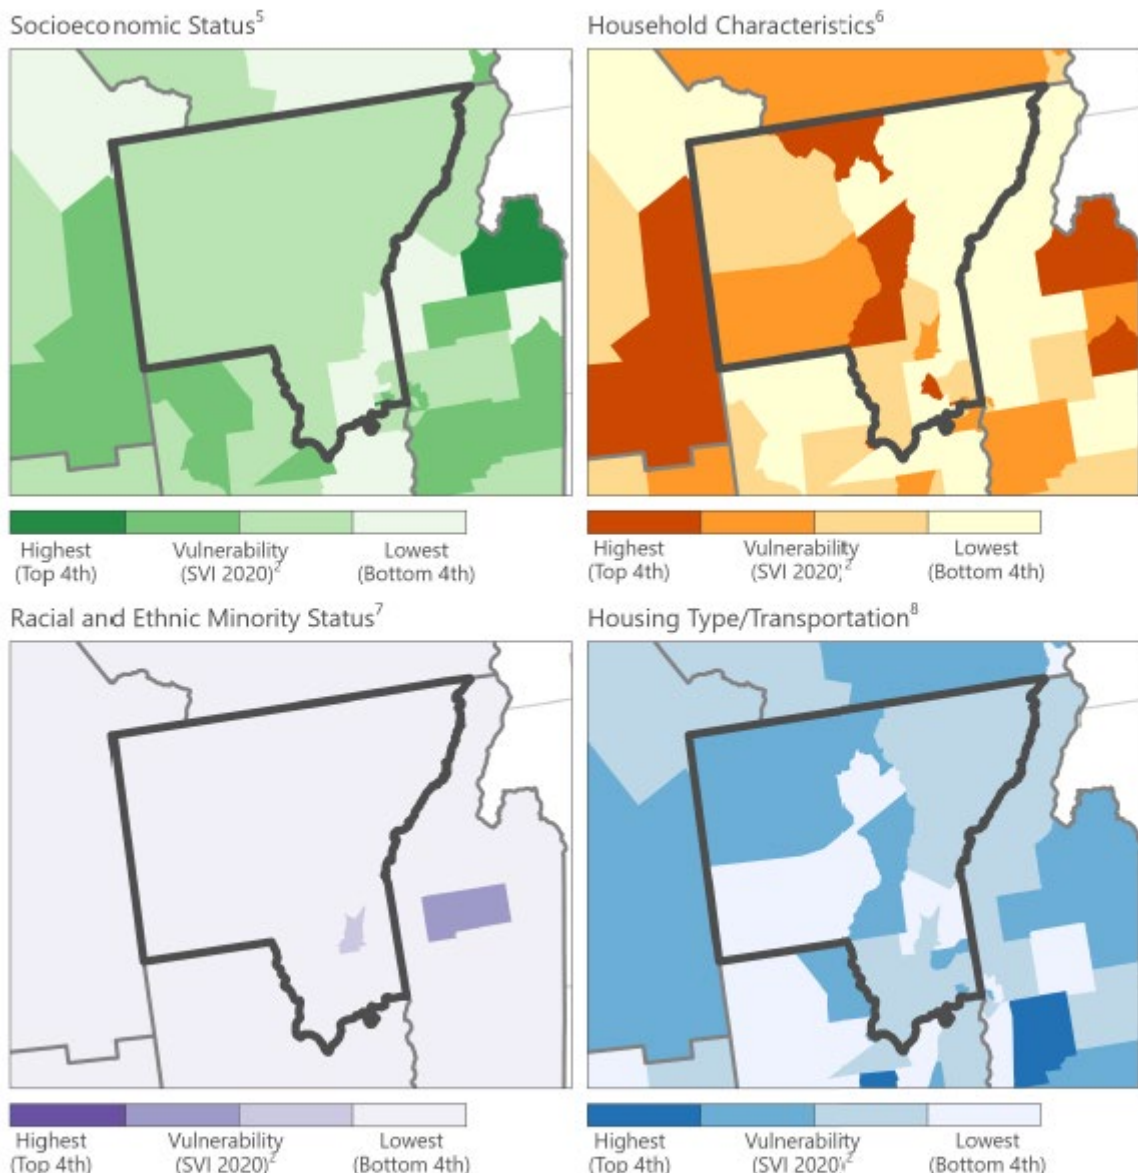 Socioeconomic Status5
Household Characteristics6
Highest
(Top 4th)
Vulnerability
(SVI 2020)2
Lowest
(Bottom 4th)
Highest
(Top 4th)
Vulnerability
(SVI 2020)2
Lowest
(Bottom 4th)
Racial and Ethnic Minority Status7
Housing Type/Transportation8
Highest
(Top 4th)
Vulnerability
(SVI 2020)2
Lowest
(Bottom 4th)
Highest
(Top 4th)
Vulnerability
(SVI 2020)2
Lowest
(Bottom 4th)